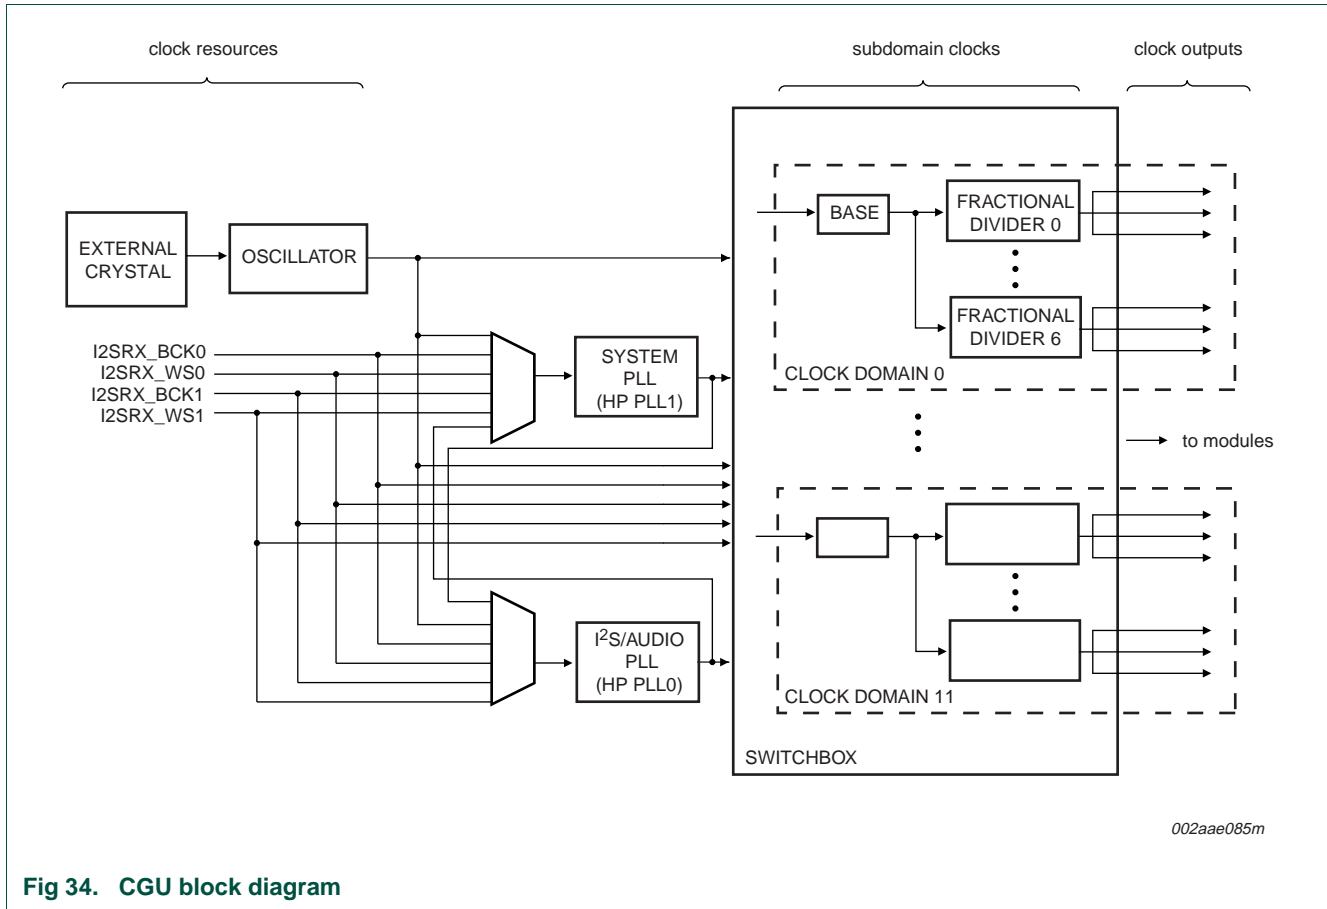 clock resources
subdomain clocks
clock outputs
EXTERNAL
CRYSTAL
OSCILLATOR
BASE
FRACTIONAL
DIVIDER 0
FRACTIONAL
DIVIDER 6
CLOCK DOMAIN 0
I2SRX_BCK0
I2SRX_WS0
I2SRX_BCK1
I2SRX_WS1
SYSTEM
PLL
(HP PLL1)
to modules
I2S/AUDIO
PLL
(HP PLL0)
CLOCK DOMAIN 11
SWITCHBOX
002aae085m
Fig 34. CGU block diagram